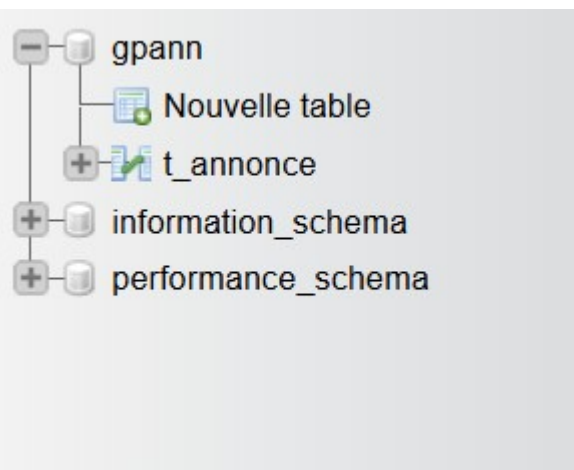 gpann
Nouvelle table
t_annonce
information_schema
performance_schema